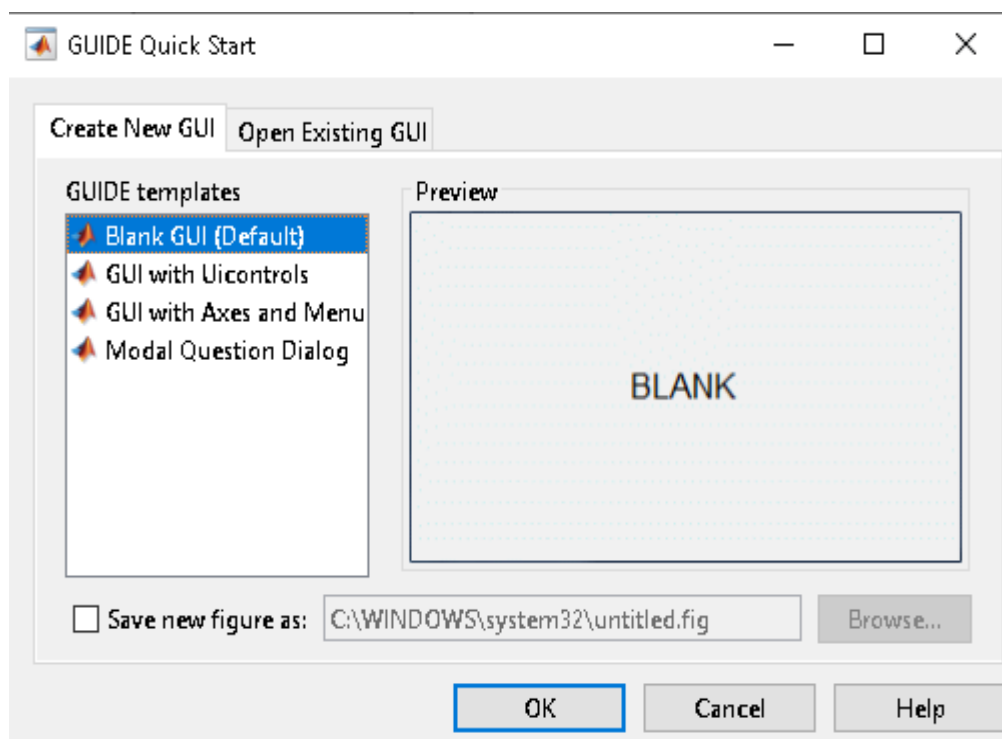 GUIDE Quick Start
Create New GUI
Open Existing GUI
GUIDE templates
Preview
Blank GUI (Default)
GUI with Uicontrols
GUI with Axes and Menu
Modal Question Dialog
BLANK
Save new figure as:
C:\WINDOWS\system32\untitled.fig
Browse...
OK
Cancel
Help